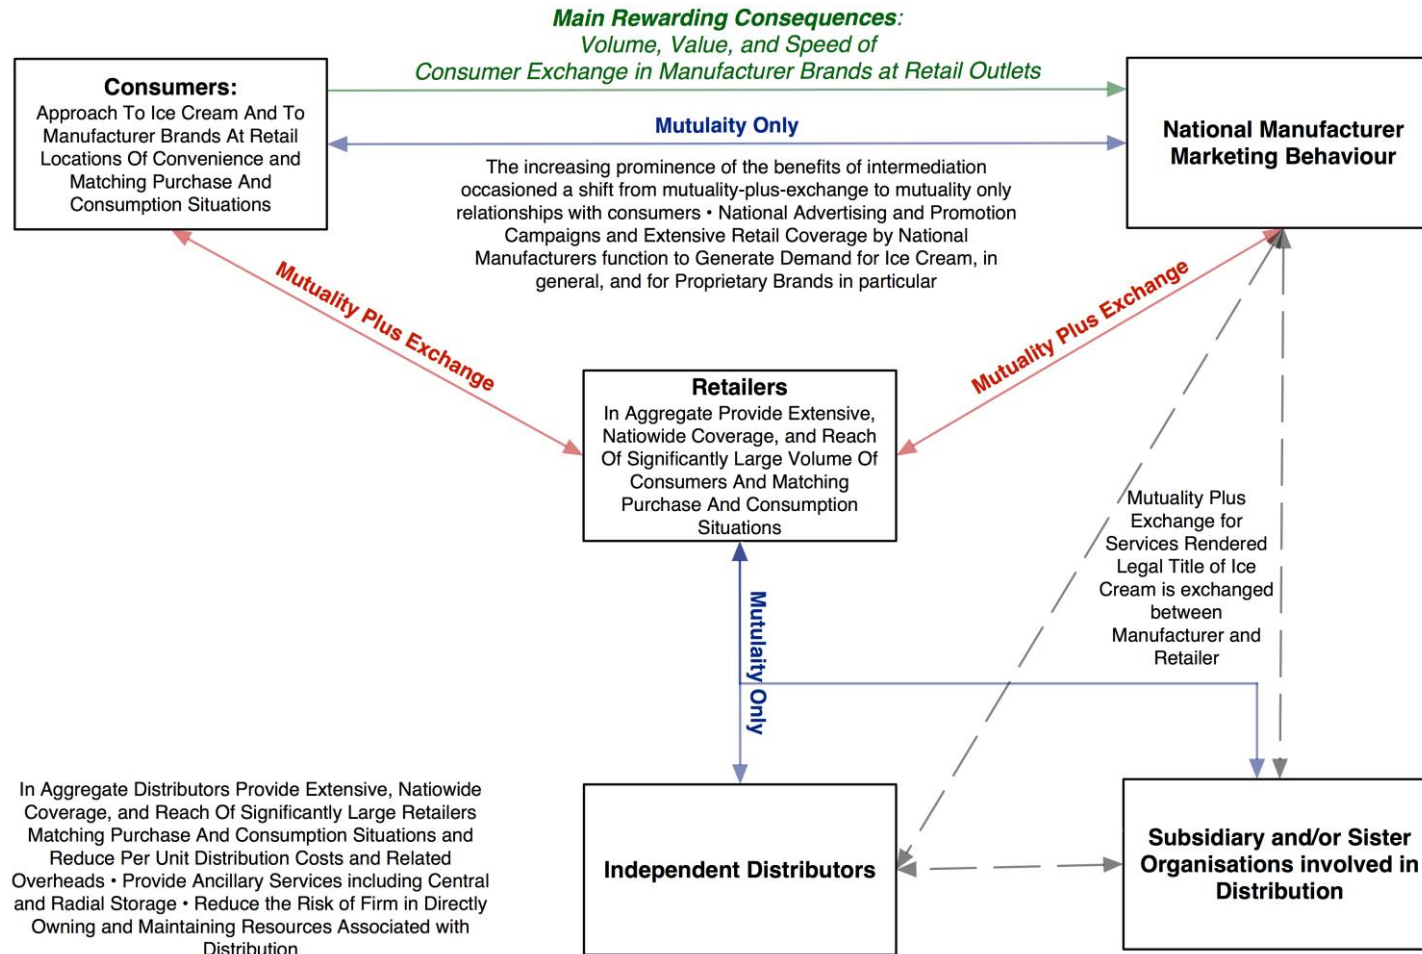 Main Rewarding Consequences:
Volume, Value, and Speed of
Consumer Exchange in Manufacturer Brands at Retail Outlets
Consumers:
Approach To Ice Cream And To
Manufacturer Brands At Retail
Locations Of Convenience and
Matching Purchase And
Consumption Situations
Mutulaity Only
National Manufacturer
Marketing Behaviour
The increasing prominence of the benefits of intermediation
occasioned a shift from mutuality-plus-exchange to mutuality only
relationships with consumers • National Advertising and Promotion
Campaigns and Extensive Retail Coverage by National
Manufacturers function to Generate Demand for Ice Cream, in
general, and for Proprietary Brands in particular
Mutuality Plus Exchange
Mutuality Plus Exchange
Retailers
In Aggregate Provide Extensive,
Natiowide Coverage, and Reach
Of Significantly Large Volume Of
Consumers And Matching
Purchase And Consumption
Situations
Mutuality Plus
Exchange for
Services Rendered
Legal Title of Ice
Cream is exchanged
between
Manufacturer and
Retailer
Mutulaity Only
In Aggregate Distributors Provide Extensive, Natiowide
Coverage, and Reach Of Significantly Large Retailers
Matching Purchase And Consumption Situations and
Reduce Per Unit Distribution Costs and Related
Overheads • Provide Ancillary Services including Central
and Radial Storage • Reduce the Risk of Firm in Directly
Owning and Maintaining Resources Associated with
Distribution
Independent Distributors
Subsidiary and/or Sister
Organisations involved in
Distribution